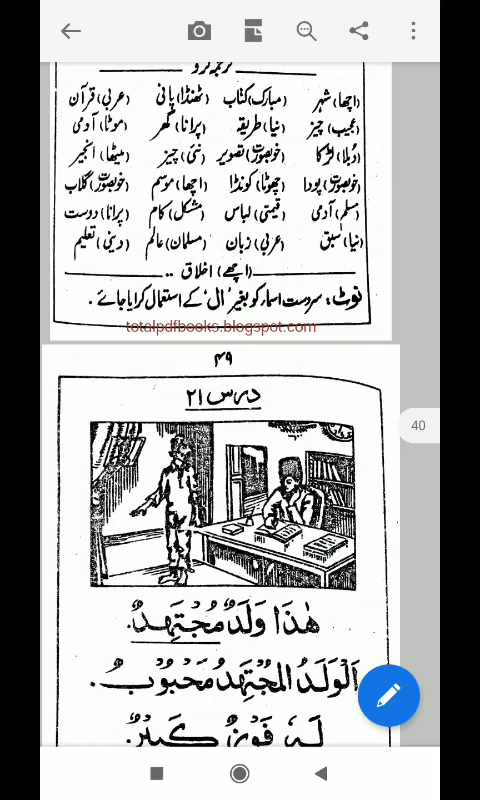 ترجمہ کرو
(اچھا) شہر (مبارک) کتاب (ٹھنڈا) پانی (عربی) قرآن
(عجیب) چیز (نیا) طریقہ (پرانا) گھر (موٹا) آدمی
(دُبلا) لڑکا (خوبصورت) تصویر (نئی) چیز (میٹھا) انجیر
(خوبصورت) پودا (چھوٹا) کونڈا (اچھا) موسم (خوبصورت) گلاب
(مسلم) آدمی (قیمتی) لباس (مشکل) کام (پرانا) دوست
(نیا) سبق (عربی) زبان (مسلمان) عالم (دینی) تعلیم
(اچھے) اخلاق
نوٹ: سردست اسماء کو بغیر 'ال' کے استعمال کرایا جائے۔
totalpdfbooks.blogspot.com
۴۹
درس ۲۱
40
هٰذَا وَلَدٌ مُجْتَهِدٌ.
اَلْوَلَدُ الْمُجْتَهِدُ مَحْبُوْبٌ.
لَهٗ فَوْزٌ كَبِيْرٌ.